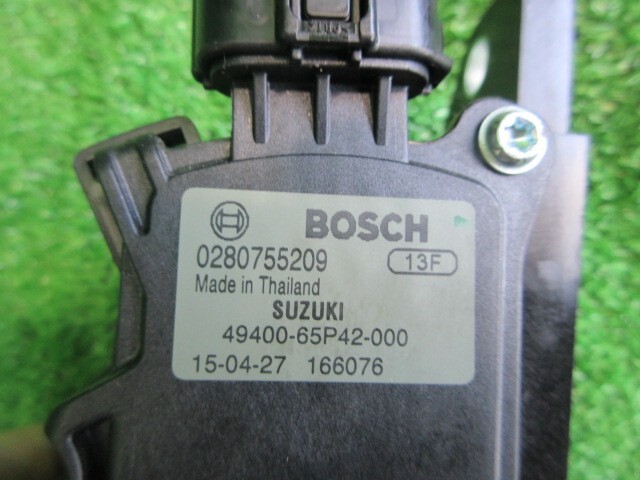 BOSCH
0280755209 13F
Made in Thailand
SUZUKI
49400-65P42-000
15-04-27 166076